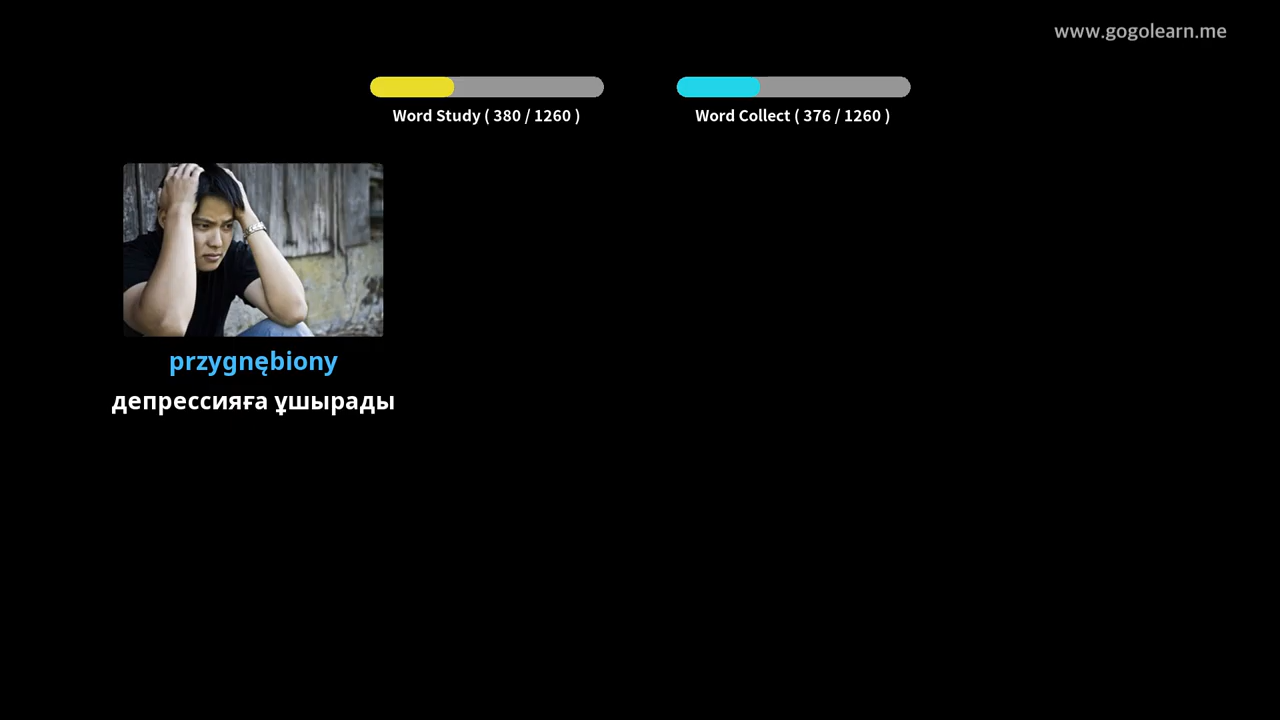 www.gogolearn.me
Word Study ( 380 / 1260 )
Word Collect ( 376 / 1260 )
przygnębiony
депрессияға ұшырады